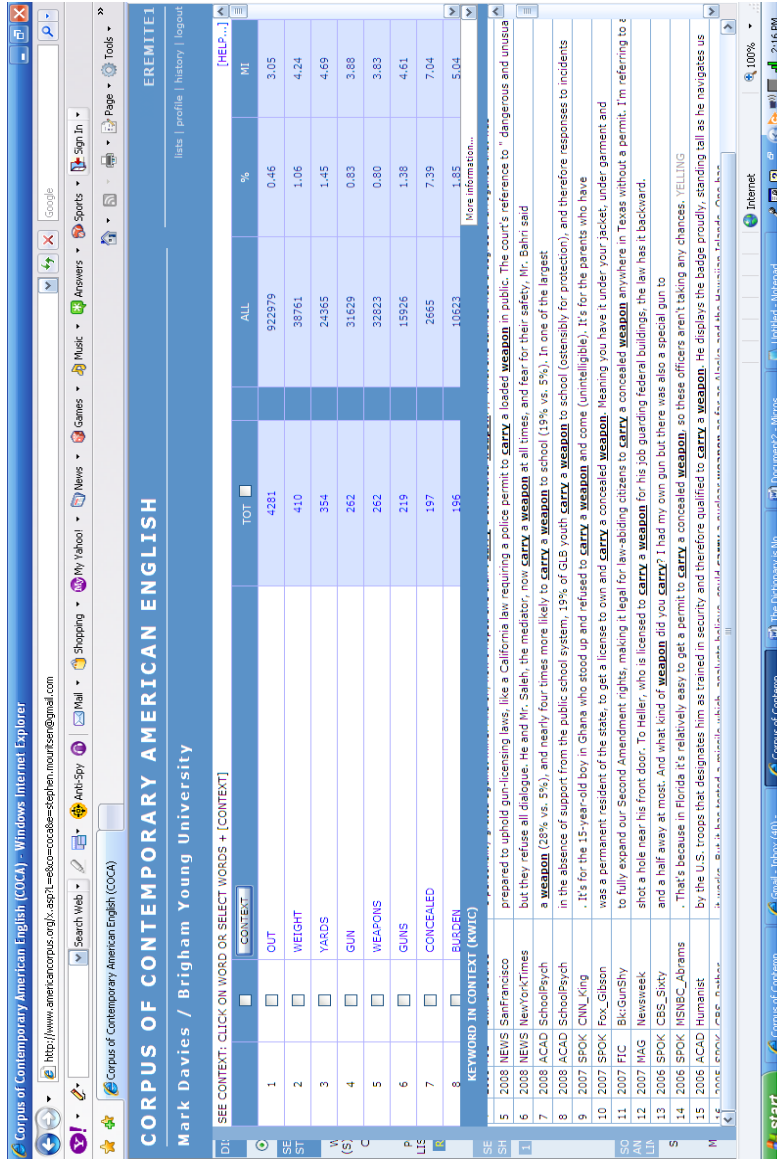 Corpus of Contemporary American English (COCA) - Windows Internet Explorer
http://www.americancorpus.org/x.asp?L=e&co=coca&e=stephen.mouritsen@gmail.com
Google
Y! Search Web Anti-Spy Mail Shopping My Yahoo! News Games Music Answers Sports Sign In
Corpus of Contemporary American English (COCA)
Page Tools »
CORPUS OF CONTEMPORARY AMERICAN ENGLISH EREMITE1
Mark Davies / Brigham Young University lists | profile | history | logout
SEE CONTEXT: CLICK ON WORD OR SELECT WORDS + [CONTEXT] [HELP...]
CONTEXT TOT ALL % MI
1 OUT 4281 922979 0.46 3.05
2 WEIGHT 410 38761 1.06 4.24
3 YARDS 354 24365 1.45 4.69
4 GUN 262 31629 0.83 3.88
5 WEAPONS 262 32823 0.80 3.83
6 GUNS 219 15926 1.38 4.61
7 CONCEALED 197 2665 7.39 7.04
8 BURDEN 196 10623 1.85 5.04
KEYWORD IN CONTEXT (KWIC) More information...
5 2008 NEWS SanFrancisco prepared to uphold gun-licensing laws, like a California law requiring a police permit to carry a loaded weapon in public. The court's reference to " dangerous and unusua
6 2008 NEWS NewYorkTimes but they refuse all dialogue. He and Mr. Saleh, the mediator, now carry a weapon at all times, and fear for their safety, Mr. Bahri said
7 2008 ACAD SchoolPsych a weapon (28% vs. 5%), and nearly four times more likely to carry a weapon to school (19% vs. 5%). In one of the largest
8 2008 ACAD SchoolPsych in the absence of support from the public school system, 19% of GLB youth carry a weapon to school (ostensibly for protection), and therefore responses to incidents
9 2007 SPOK CNN_King . It's for the 15-year-old boy in Ghana who stood up and refused to carry a weapon and come (unintelligible). It's for the parents who have
10 2007 SPOK Fox_Gibson was a permanent resident of the state, to get a license to own and carry a concealed weapon. Meaning you have it under your jacket, under garment and
11 2007 FIC Bk:GunShy to fully expand our Second Amendment rights, making it legal for law-abiding citizens to carry a concealed weapon anywhere in Texas without a permit. I'm referring to a
12 2007 MAG Newsweek shot a hole near his front door. To Heller, who is licensed to carry a weapon for his job guarding federal buildings, the law has it backward.
13 2006 SPOK CBS_Sixty and a half away at most. And what kind of weapon did you carry? I had my own gun but there was also a special gun to
14 2006 SPOK MSNBC_Abrams . That's because in Florida it's relatively easy to get a permit to carry a concealed weapon, so these officers aren't taking any chances. YELLING
15 2006 ACAD Humanist by the U.S. troops that designates him as trained in security and therefore qualified to carry a weapon. He displays the badge proudly, standing tall as he navigates us
Internet 100%
start Corpus of Contemp... Gmail - Inbox (40) - Corpus of Contemp The Dictionary is No Document2 - Micros Untitled - Notepad 2:16 PM